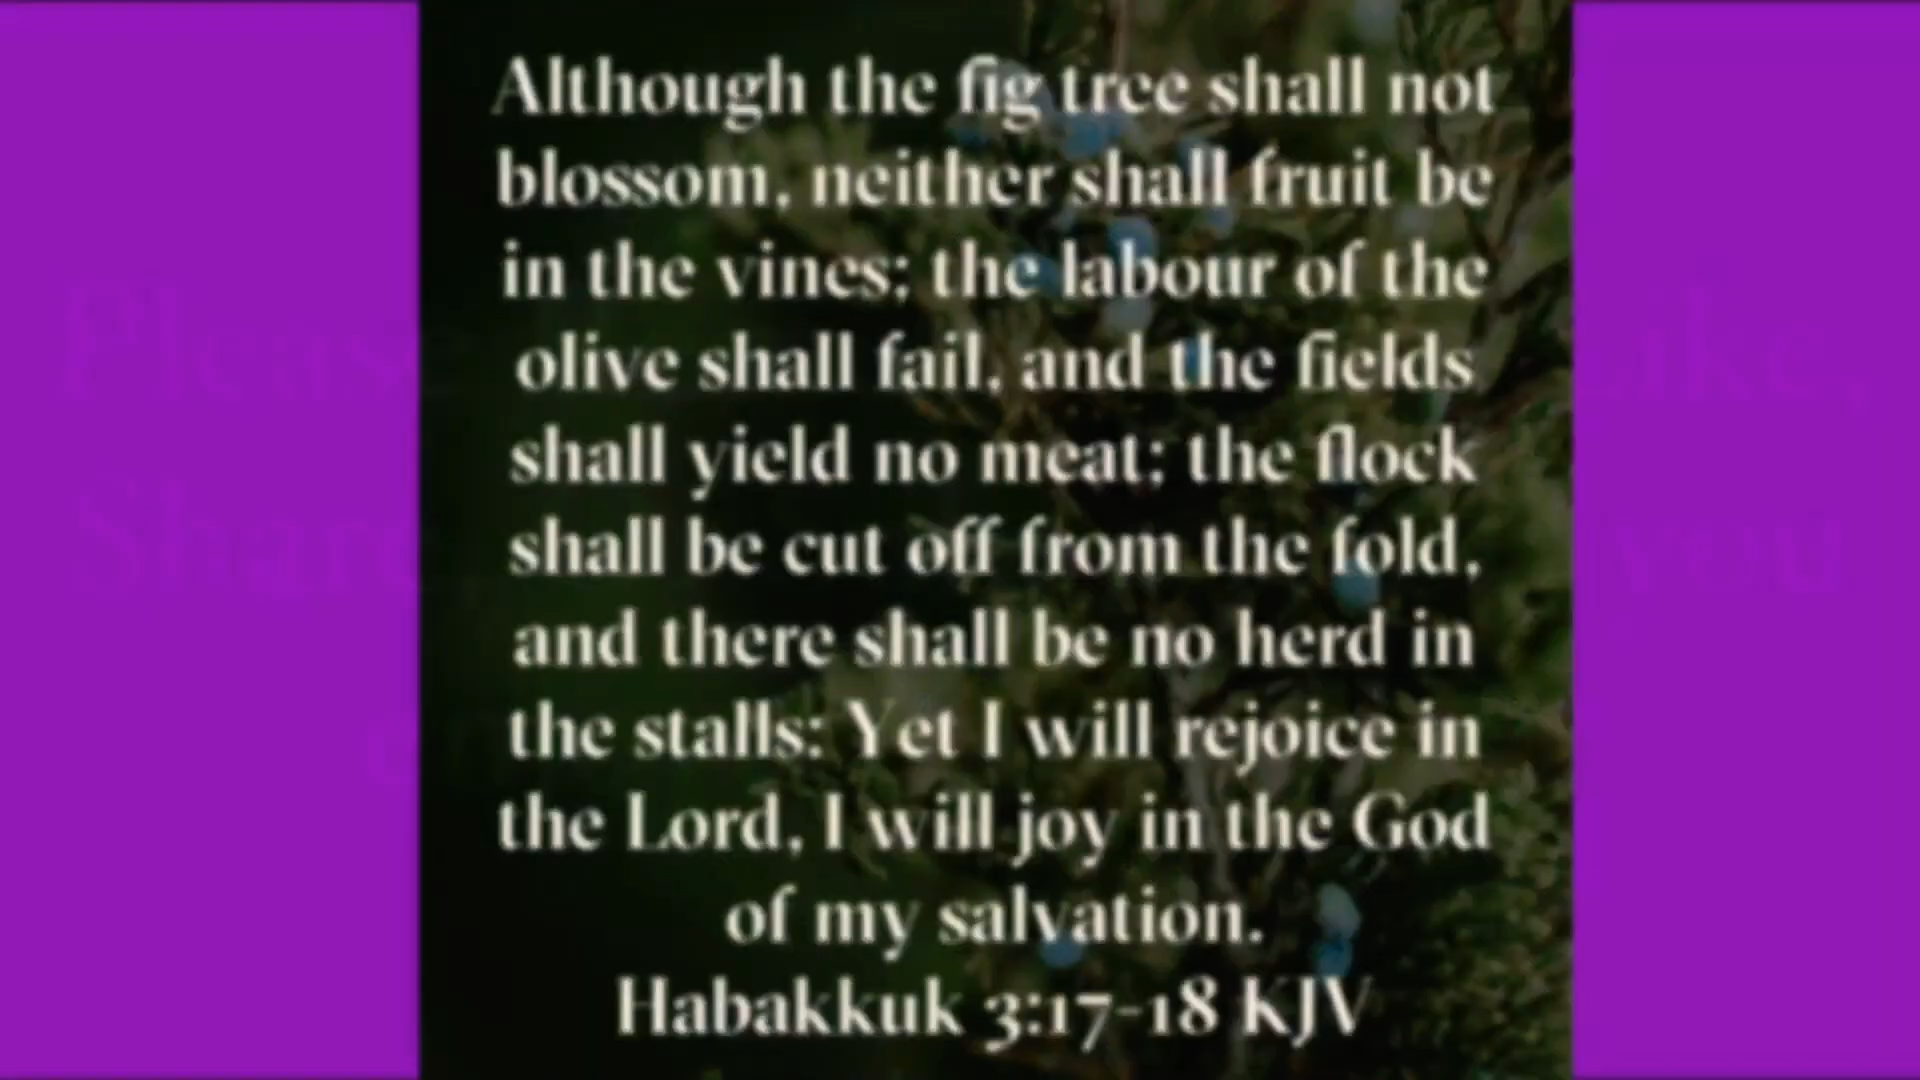 Although the fig tree shall not
blossom, neither shall fruit be
in the vines; the labour of the
olive shall fail, and the fields
shall yield no meat; the flock
shall be cut off from the fold,
and there shall be no herd in
the stalls: Yet I will rejoice in
the Lord, I will joy in the God
of my salvation.
Habakkuk 3:17-18 KJV
Please
Share
you